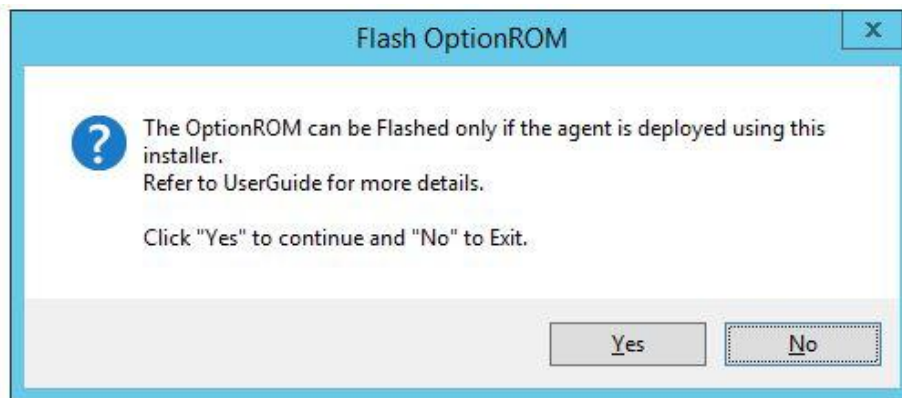 Flash OptionROM
x
?
The OptionROM can be Flashed only if the agent is deployed using this
installer.
Refer to UserGuide for more details.
Click "Yes" to continue and "No" to Exit.
Yes
No